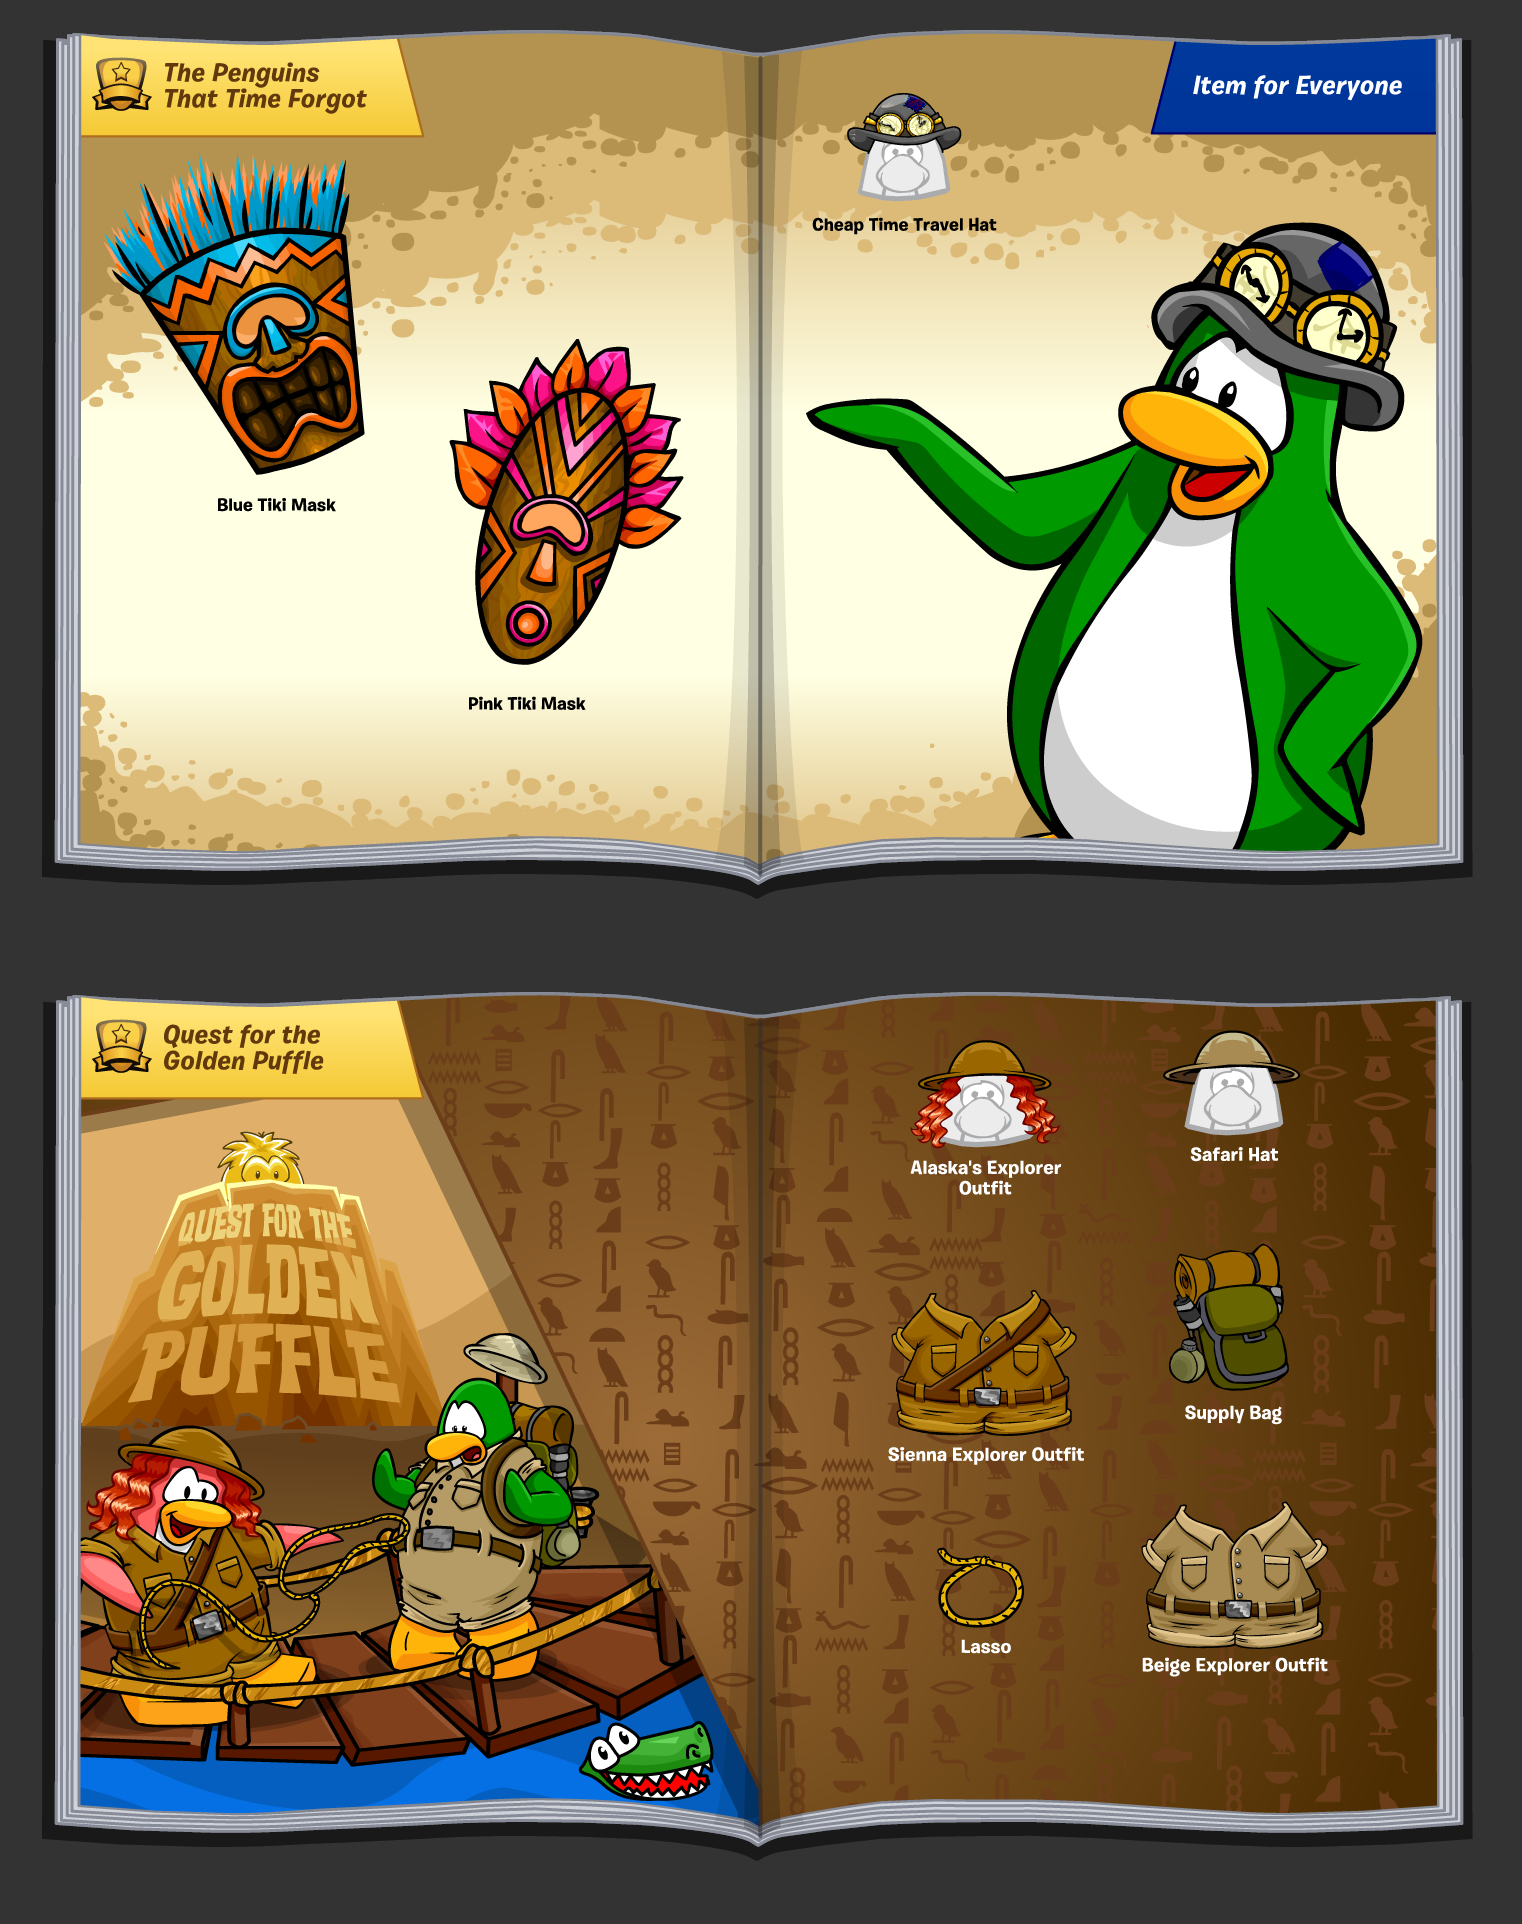 The Penguins
That Time Forgot
Blue Tiki Mask
Pink Tiki Mask
Item for Everyone
Cheap Time Travel Hat
Quest for the
Golden Puffle
QUEST FOR THE
GOLDEN
PUFFLE
Alaska's Explorer
Outfit
Safari Hat
Sienna Explorer Outfit
Supply Bag
Lasso
Beige Explorer Outfit